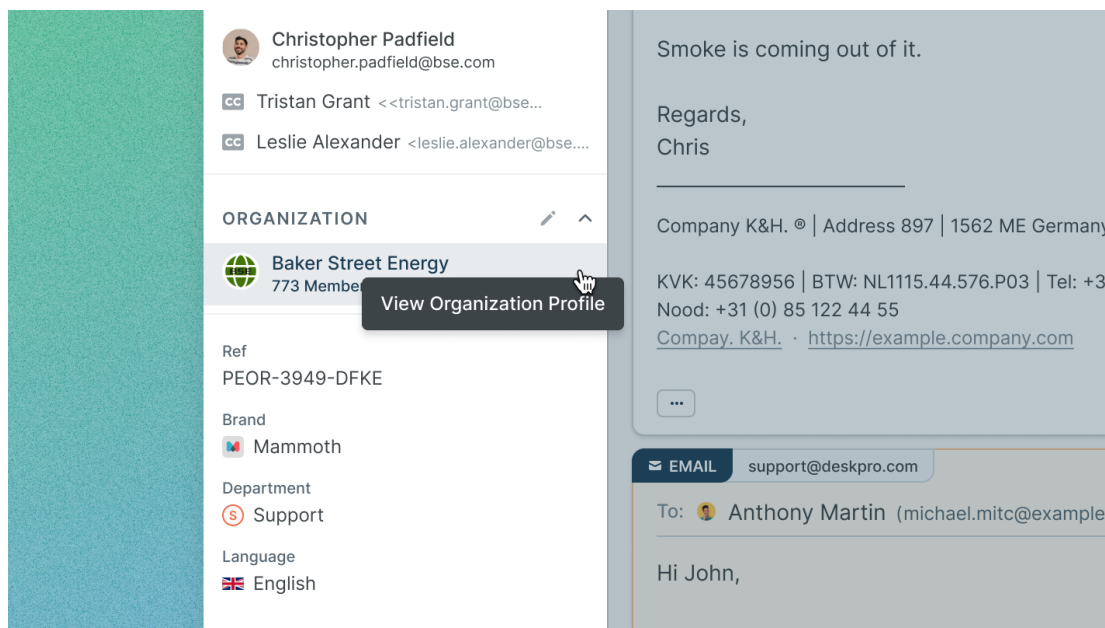 Christopher Padfield
christopher.padfield@bse.com
CC Tristan Grant <<tristan.grant@bse...
CC Leslie Alexander <leslie.alexander@bse....
ORGANIZATION
BSE
Baker Street Energy
773 Member
View Organization Profile
Ref
PEOR-3949-DFKE
Brand
Mammoth
Department
S Support
Language
English
Smoke is coming out of it.
Regards,
Chris
Company K&H. ® | Address 897 | 1562 ME Germany
KVK: 45678956 | BTW: NL1115.44.576.P03 | Tel: +3
Nood: +31 (0) 85 122 44 55
Compay. K&H. · https://example.company.com
...
EMAIL support@deskpro.com
To: Anthony Martin (michael.mitc@example
Hi John,